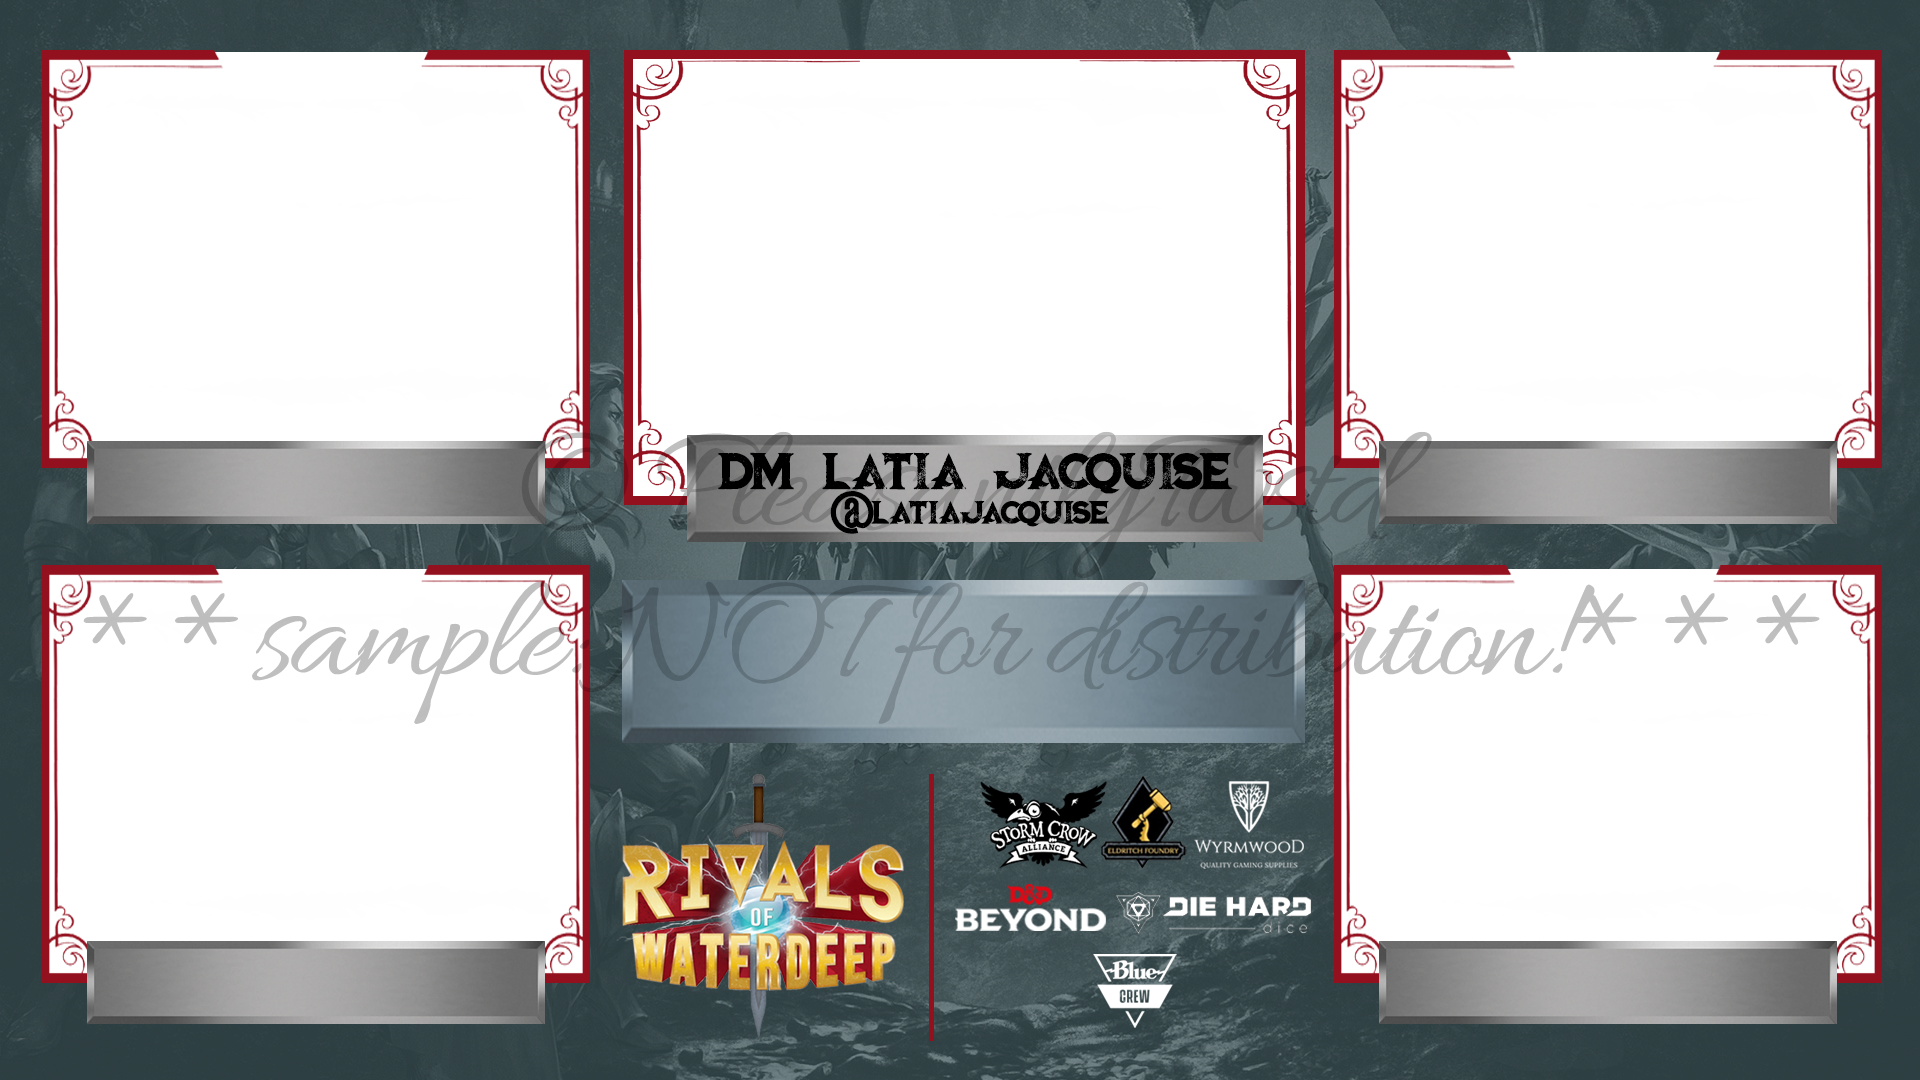 DM LATIA JACQUISE
@LATIAJACQUISE
© PleasantlyTwstd
* * sample: NOT for distribution!* * *
RIVALS
OF
WATERDEEP
STORM CROW
ALLIANCE
ELDRITCH FOUNDRY
WYRMWOOD
QUALITY GAMING SUPPLIES
D&D
BEYOND
DIE HARD
dice
Blue
CREW